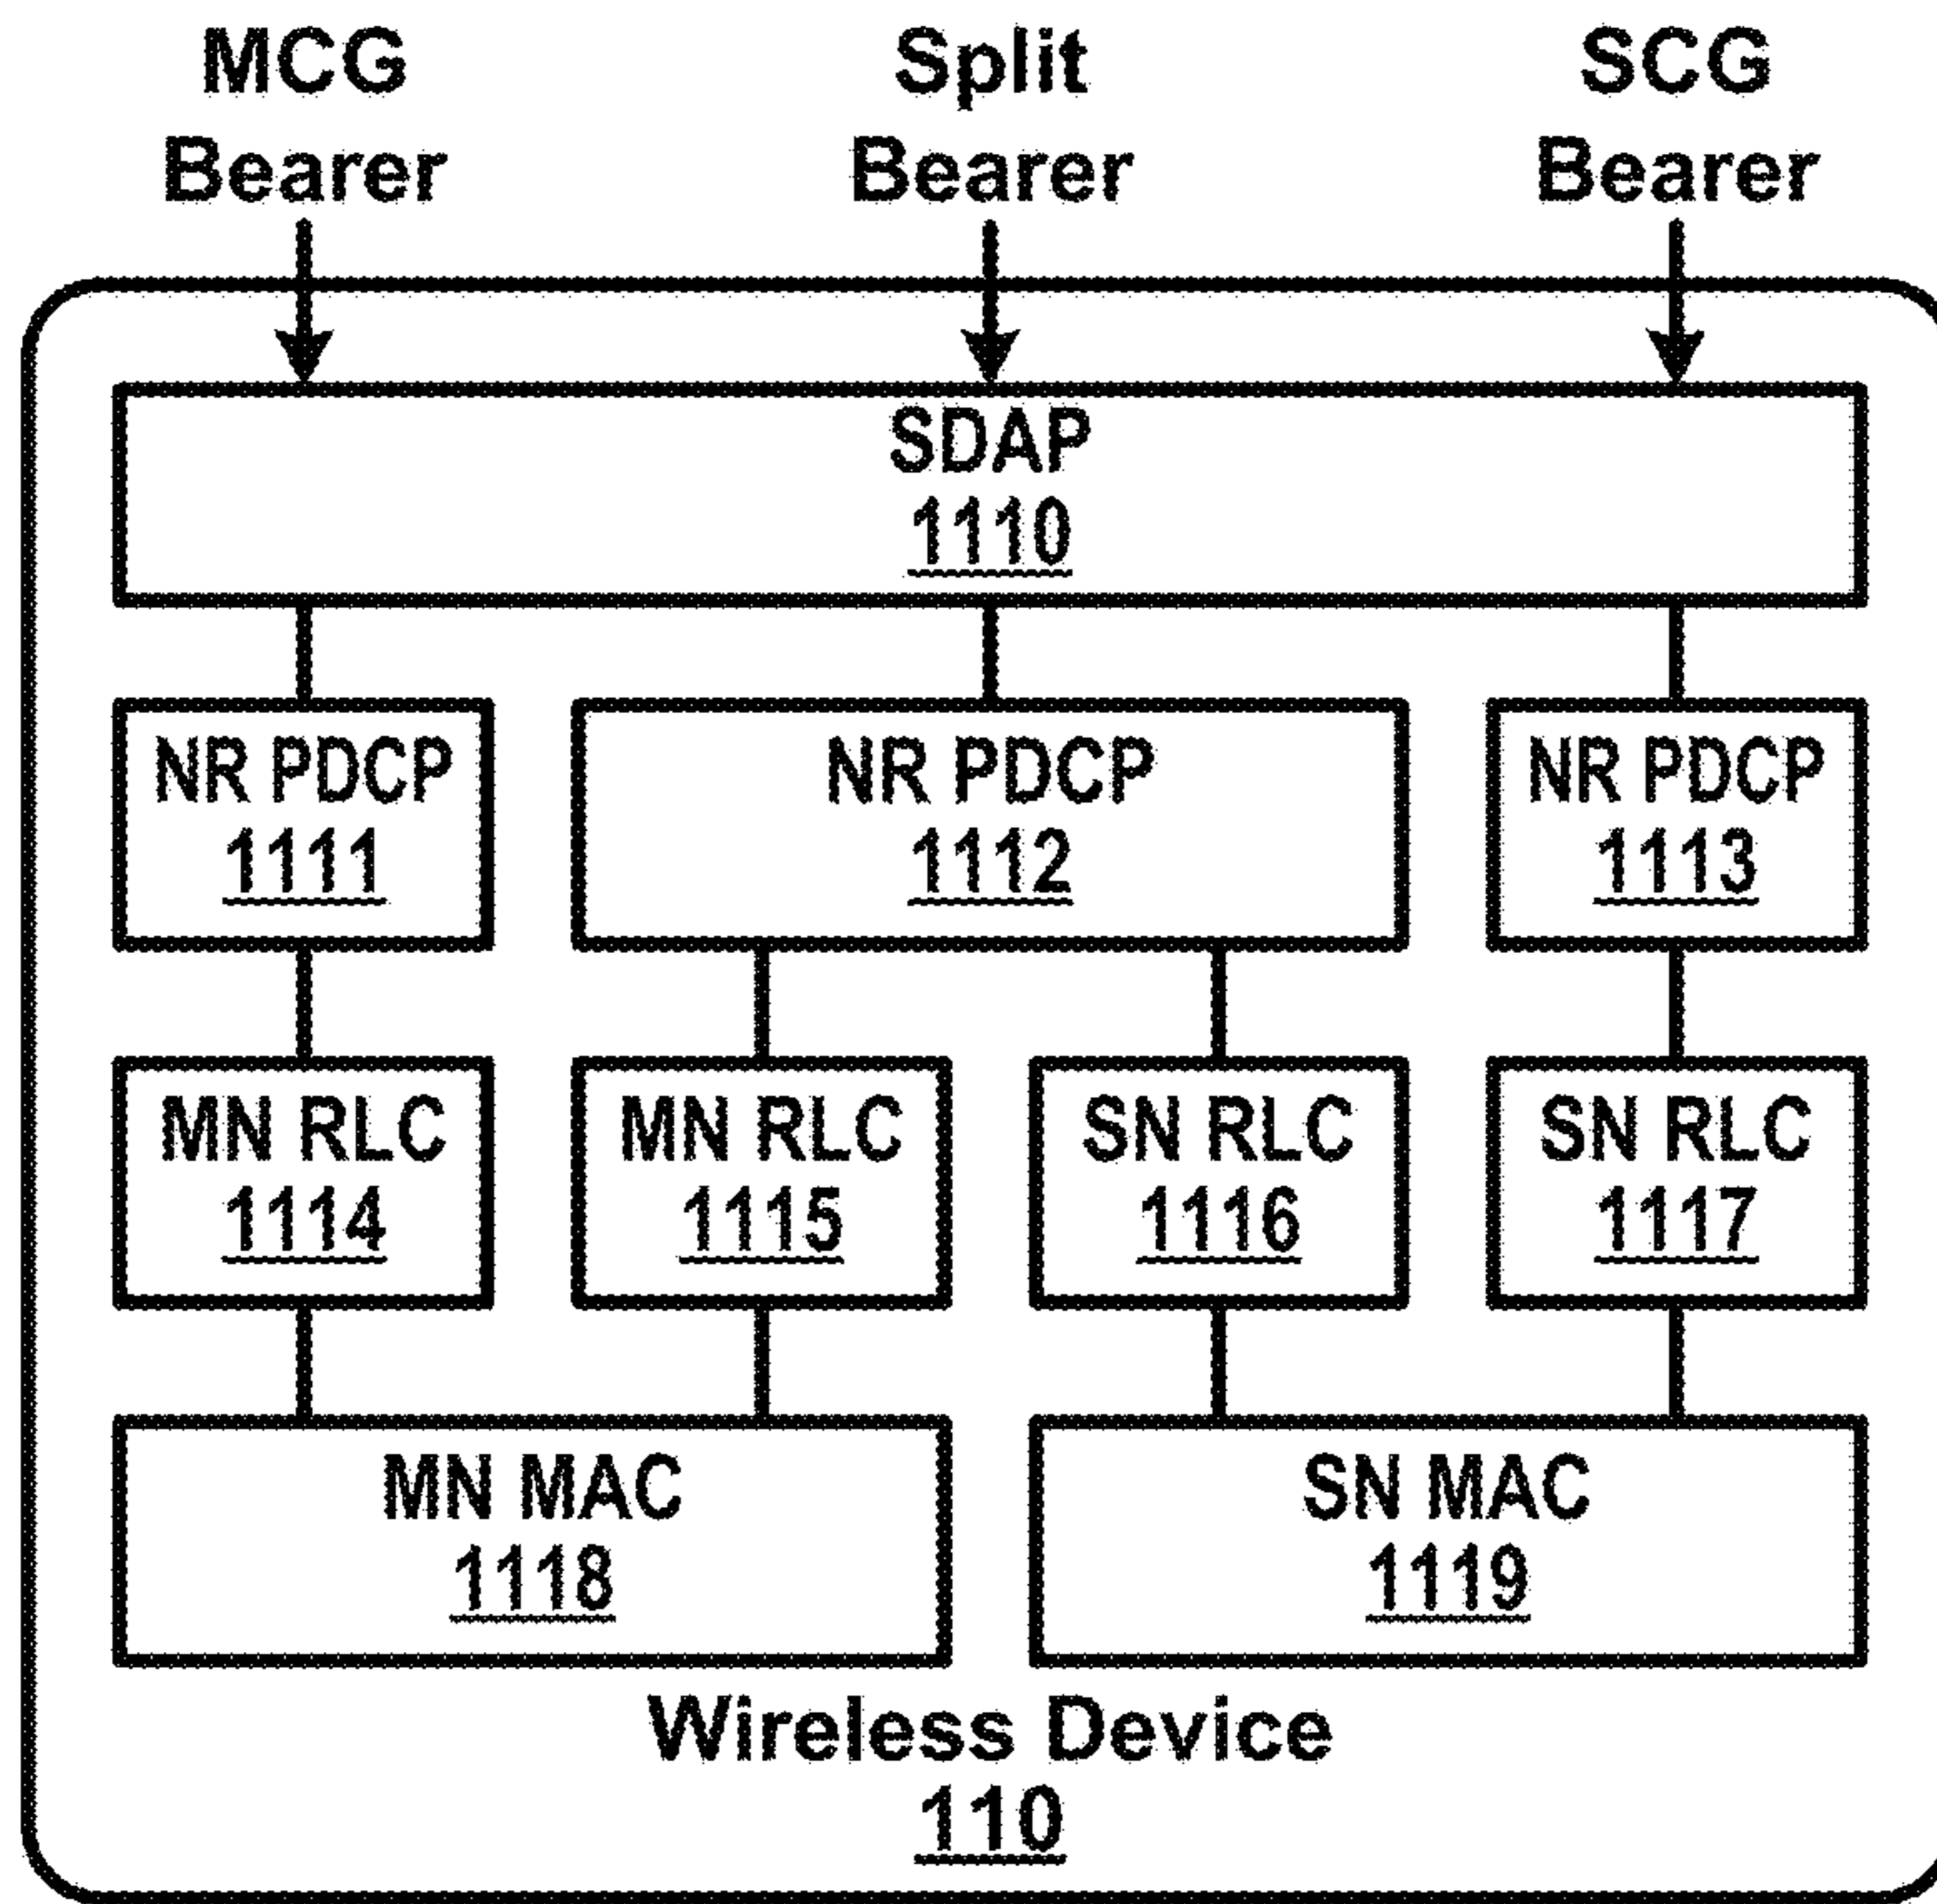 MCG Split SCG
Bearer Bearer Bearer
SDAP
1110
NR PDCP NR PDCP NR PDCP
1111 1112 1113
MN RLC MN RLC SN RLC SN RLC
1114 1115 1116 1117
MN MAC SN MAC
1118 1119
Wireless Device
110